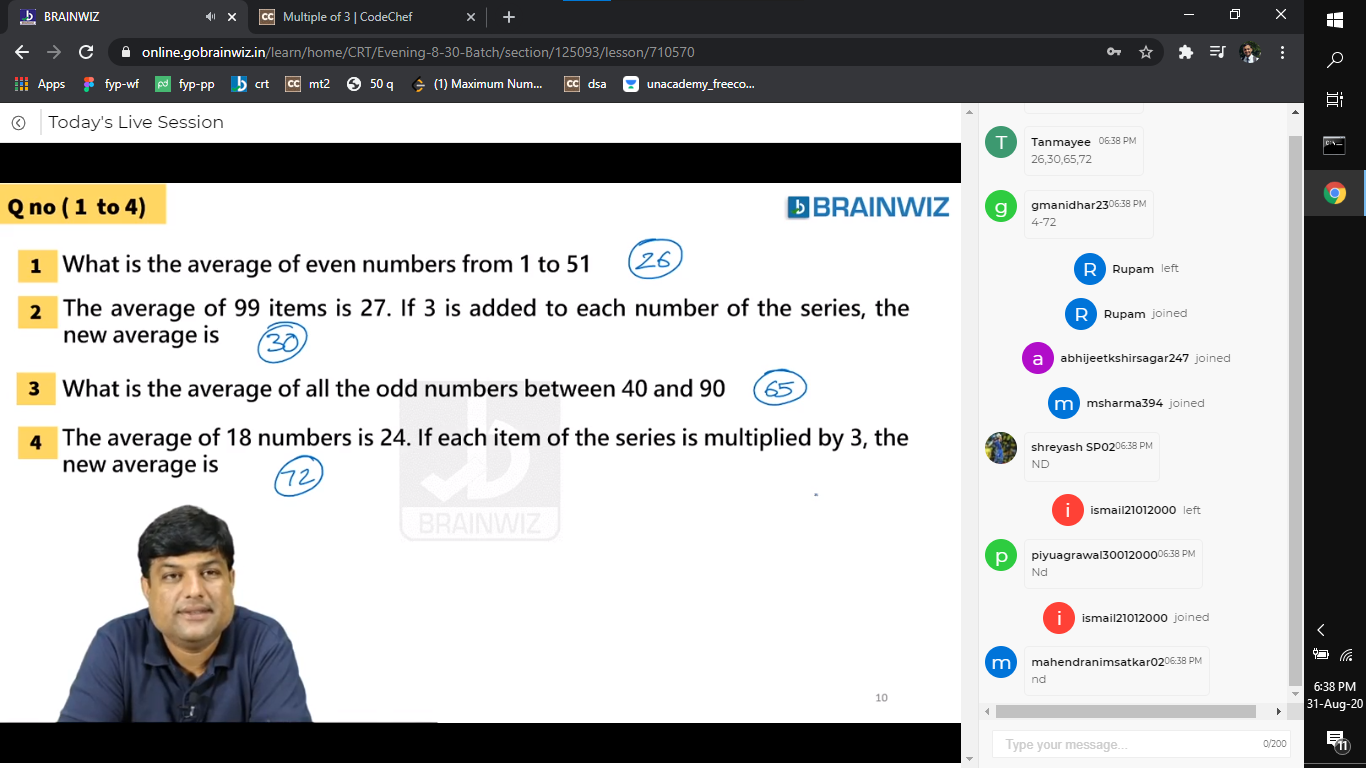 BRAINWIZ
Multiple of 3 | CodeChef
online.gobrainwiz.in/learn/home/CRT/Evening-8-30-Batch/section/125093/lesson/710570
Apps fyp-wf fyp-pp crt mt2 50 q (1) Maximum Num... dsa unacademy_freeco...
Today's Live Session
Q no ( 1 to 4)
BRAINWIZ
1 What is the average of even numbers from 1 to 51 26
2 The average of 99 items is 27. If 3 is added to each number of the series, the
new average is 30
3 What is the average of all the odd numbers between 40 and 90 65
4 The average of 18 numbers is 24. If each item of the series is multiplied by 3, the
new average is 72
BRAINWIZ
10
T Tanmayee 06:38 PM
26,30,65,72
g gmanidhar23 06:38 PM
4-72
R Rupam left
R Rupam joined
a abhijeetkshirsagar247 joined
m msharma394 joined
shreyash SP02 06:38 PM
ND
i ismail21012000 left
p piyuagrawal30012000 06:38 PM
Nd
i ismail21012000 joined
m mahendranimsatkar02 06:38 PM
nd
Type your message... 0/200
6:38 PM
31-Aug-20
11